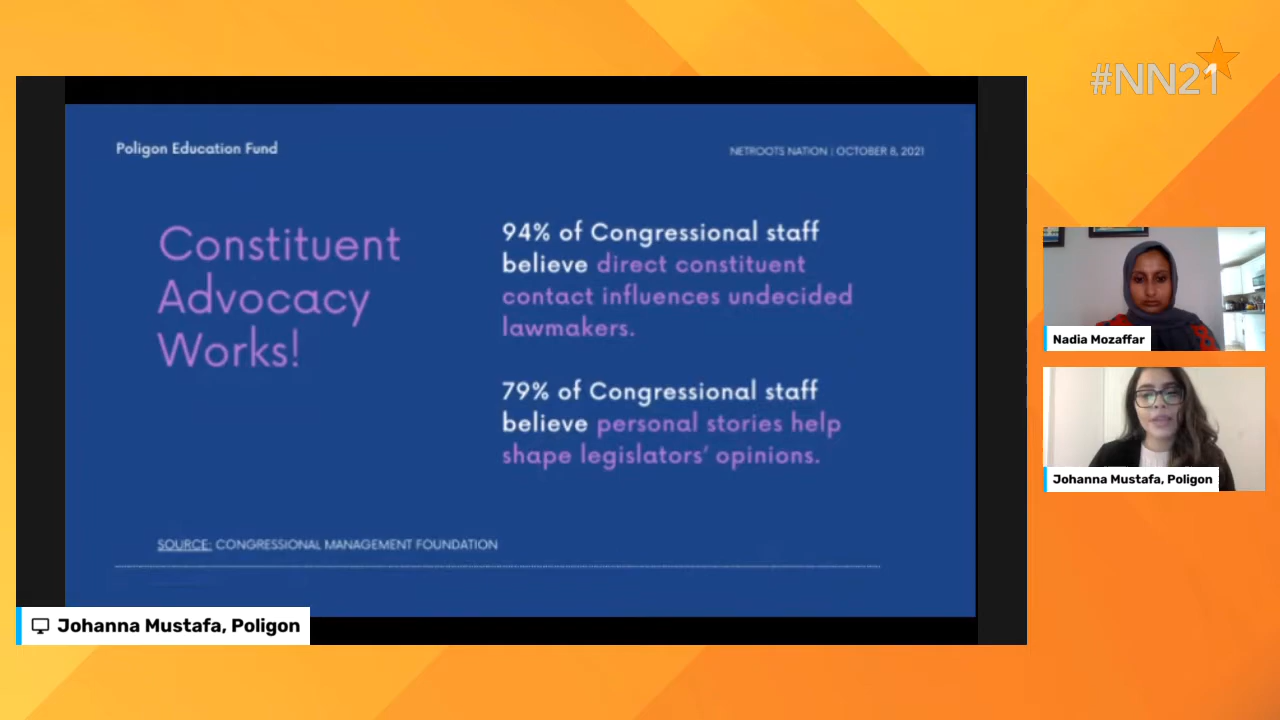 #NN21
Poligon Education Fund
NETROOTS NATION | OCTOBER 8, 2021
Constituent
Advocacy
Works!
94% of Congressional staff
believe direct constituent
contact influences undecided
lawmakers.
79% of Congressional staff
believe personal stories help
shape legislators' opinions.
SOURCE: CONGRESSIONAL MANAGEMENT FOUNDATION
Johanna Mustafa, Poligon
Nadia Mozaffar
Johanna Mustafa, Poligon